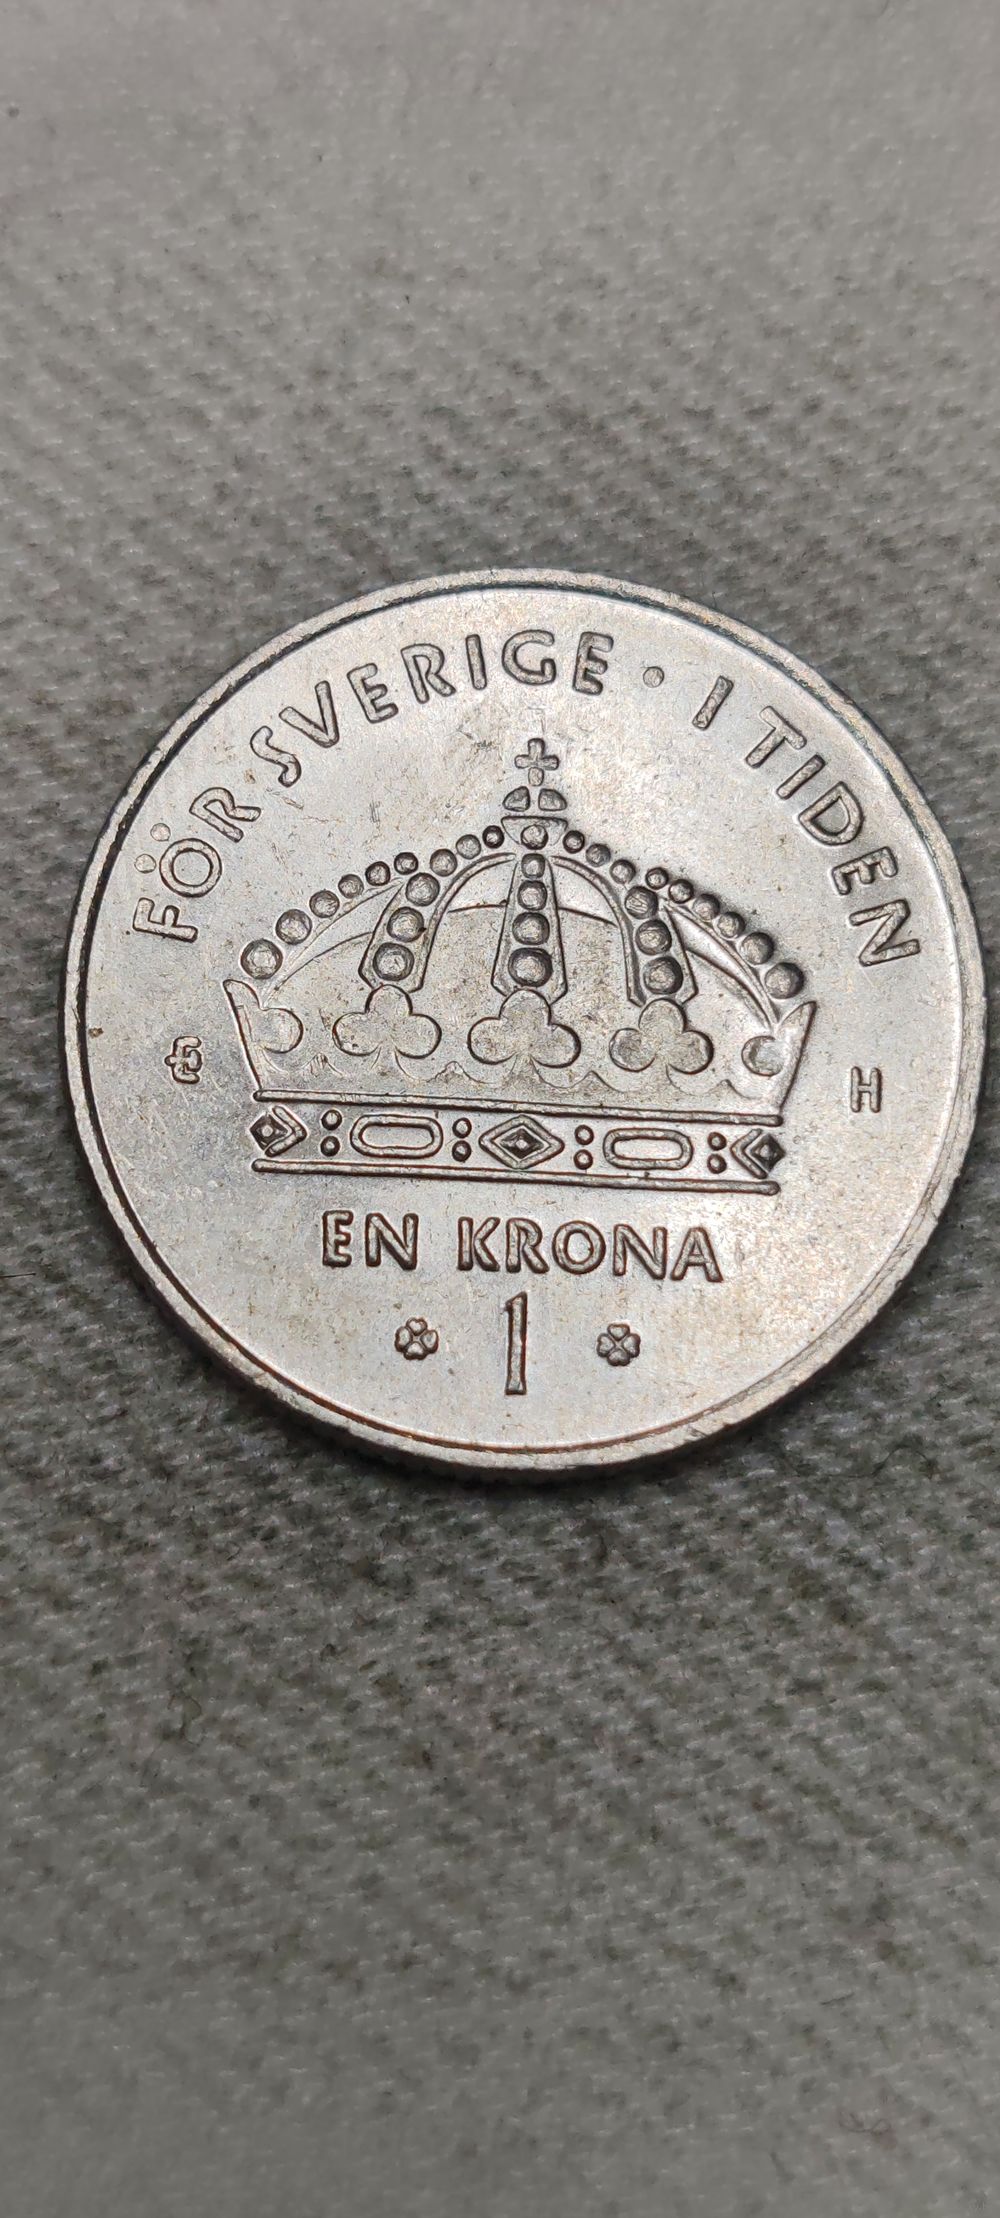 FÖR SVERIGE · I TIDEN
H
EN KRONA
1